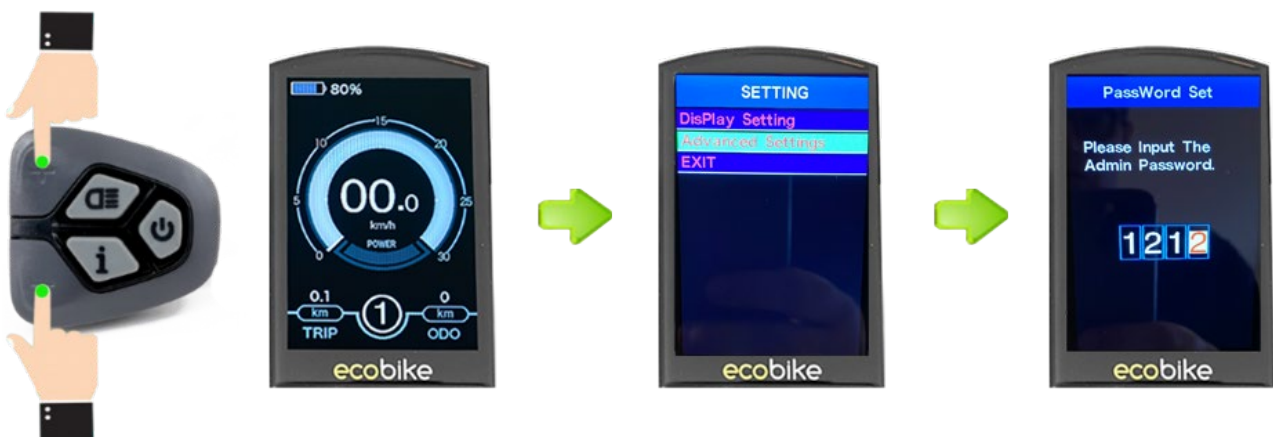 i
80%
5
10
15
20
25
0
30
00.0
km/h
POWER
0.1
km
TRIP
1
0
km
ODO
ecobike
SETTING
DisPlay Setting
Advanced Settings
EXIT
ecobike
PassWord Set
Please Input The
Admin Password.
1212
ecobike